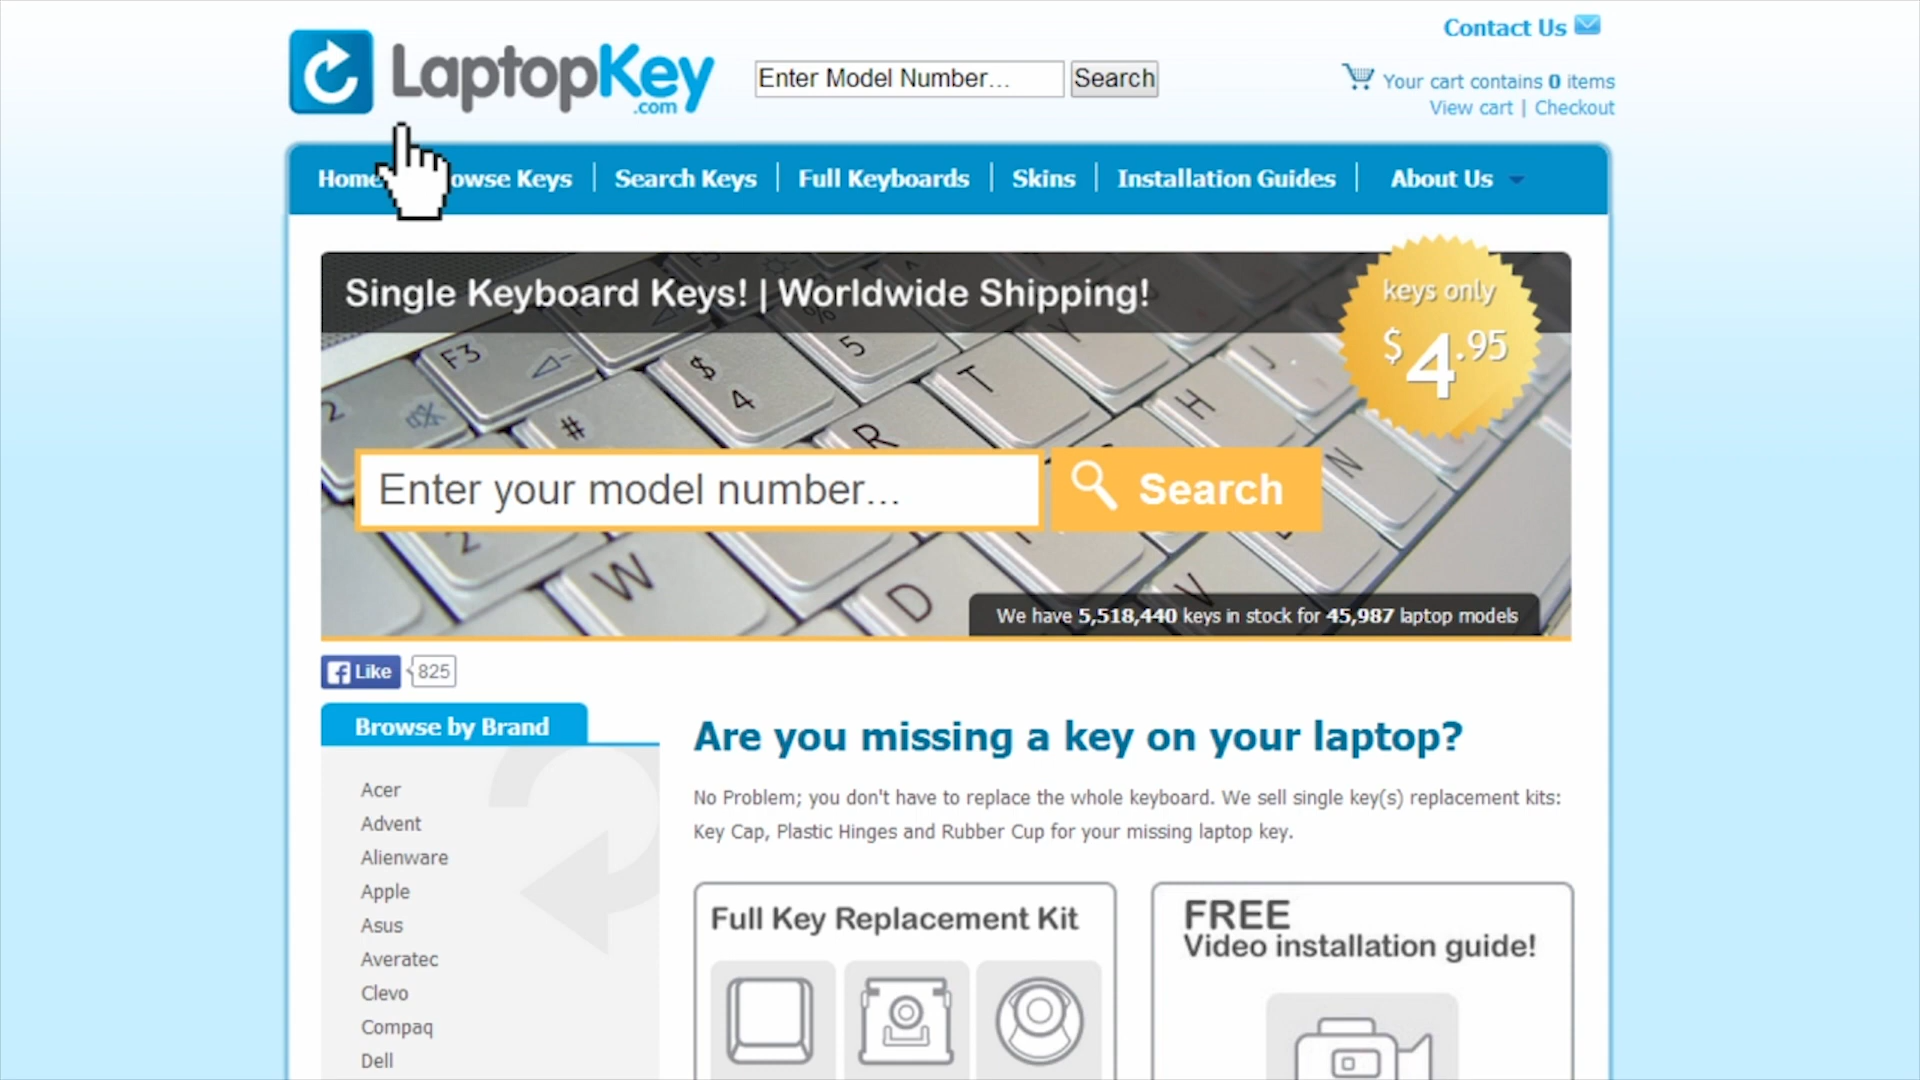 Contact Us
LaptopKey
.com
Enter Model Number...
Search
Your cart contains 0 items
View cart | Checkout
Home
owse Keys
Search Keys
Full Keyboards
Skins
Installation Guides
About Us
Single Keyboard Keys! | Worldwide Shipping!
keys only
$4.95
F3
$
4
5
%
T
H
J
N
2
#
R
Enter your model number...
Search
2
W
D
V
We have 5,518,440 keys in stock for 45,987 laptop models
Like
825
Browse by Brand
Are you missing a key on your laptop?
No Problem; you don't have to replace the whole keyboard. We sell single key(s) replacement kits:
Key Cap, Plastic Hinges and Rubber Cup for your missing laptop key.
Acer
Advent
Alienware
Apple
Asus
Averatec
Clevo
Compaq
Dell
Full Key Replacement Kit
FREE
Video installation guide!